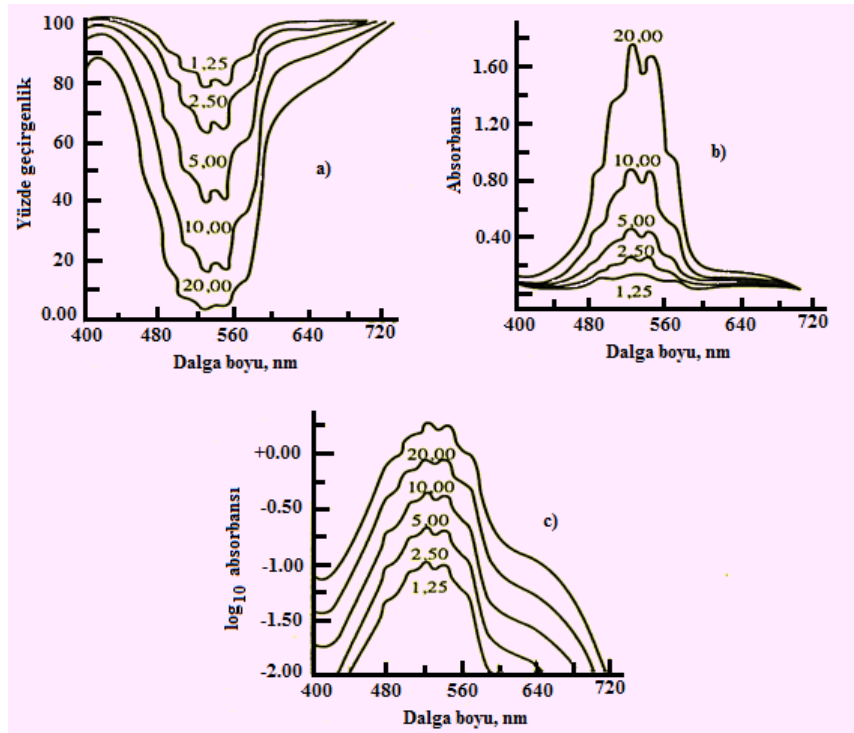 Yüzde geçirgenlik
100
80
60
40
20
0.00
1,25
2,50
5,00
10,00
20,00
a)
400 480 560 640 720
Dalga boyu, nm
Absorbans
1.60
1.20
0.80
0.40
20.00
10,00
5,00
2,50
1,25
b)
400 480 560 640 720
Dalga boyu, nm
log10 absorbansı
+0.00
-0.50
-1.00
-1.50
-2.00
20,00
10,00
5,00
2,50
1,25
c)
400 480 560 640 720
Dalga boyu, nm